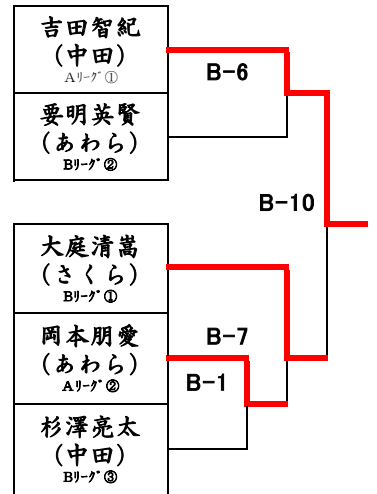 吉田智紀
(中田)
Aﾘｰｸﾞ①
B-6
要明英賢
(あわら)
Bﾘｰｸﾞ②
B-10
大庭清嵩
(さくら)
Bﾘｰｸﾞ①
岡本朋愛
(あわら)
Aﾘｰｸﾞ②
B-7
B-1
杉澤亮太
(中田)
Bﾘｰｸﾞ③